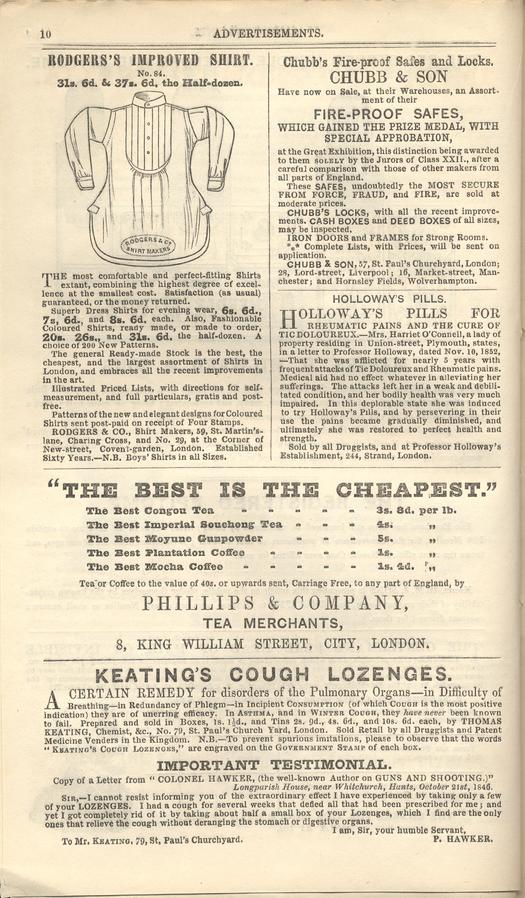 10
ADVERTISEMENTS.
RODGERS'S IMPROVED SHIRT.
No. 84.
31s. 6d. & 37s. 6d. the Half-dozen.
RODGERS & Co
SHIRT MAKERS
THE most comfortable and perfect-fitting Shirts
extant, combining the highest degree of excel-
lence at the smallest cost. Satisfaction (as usual)
guaranteed, or the money returned.
Superb Dress Shirts for evening wear, 6s. 6d.,
7s. 6d., and 8s. 6d. each. Also, Fashionable
Coloured Shirts, ready made, or made to order,
20s. 26s., and 31s. 6d. the half-dozen. A
choice of 200 New Patterns.
The general Ready-made Stock is the best, the
cheapest, and the largest assortment of Shirts in
London, and embraces all the recent improvements
in the art.
Illustrated Priced Lists, with directions for self-
measurement, and full particulars, gratis and post-
free.
Patterns of the new and elegant designs for Coloured
Shirts sent post-paid on receipt of Four Stamps.
RODGERS & CO., Shirt Makers, 59, St. Martin's-
lane, Charing Cross, and No. 29, at the Corner of
New-street, Covent-garden, London. Established
Sixty Years.—N.B. Boys' Shirts in all Sizes.
Chubb's Fire-proof Safes and Locks.
CHUBB & SON
Have now on Sale, at their Warehouses, an Assort-
ment of their
FIRE-PROOF SAFES,
WHICH GAINED THE PRIZE MEDAL, WITH
SPECIAL APPROBATION,
at the Great Exhibition, this distinction being awarded
to them SOLELY by the Jurors of Class XXII., after a
careful comparison with those of other makers from
all parts of England.
These SAFES, undoubtedly the MOST SECURE
FROM FORCE, FRAUD, and FIRE, are sold at
moderate prices.
CHUBB'S LOCKS, with all the recent improve-
ments. CASH BOXES and DEED BOXES of all sizes,
may be inspected.
IRON DOORS and FRAMES for Strong Rooms.
*** Complete Lists, with Prices, will be sent on
application.
CHUBB & SON, 57, St. Paul's Churchyard, London;
28, Lord-street, Liverpool; 16, Market-street, Man-
chester; and Hornsley Fields, Wolverhampton.
HOLLOWAY'S PILLS.
HOLLOWAY'S PILLS FOR
RHEUMATIC PAINS AND THE CURE OF
TIC DOLOUREUX.—Mrs. Harriet O'Connell, a lady of
property residing in Union-street, Plymouth, states,
in a letter to Professor Holloway, dated Nov. 10, 1852,
—That she was afflicted for nearly 5 years with
frequent attacks of Tic Doloureux and Rheumatic pains.
Medical aid had no effect whatever in alleviating her
sufferings. The attacks left her in a weak and debili-
tated condition, and her bodily health was very much
impaired. In this deplorable state she was induced
to try Holloway's Pills, and by persevering in their
use the pains became gradually diminished, and
ultimately she was restored to perfect health and
strength.
Sold by all Druggists, and at Professor Holloway's
Establishment, 244, Strand, London.
"THE BEST IS THE CHEAPEST."
The Best Congou Tea - - - - - 3s. 8d. per lb.
The Best Imperial Souchong Tea - - - - 4s. "
The Best Moyune Gunpowder - - - - 5s. "
The Best Plantation Coffee - - - - 1s. "
The Best Mocha Coffee - - - - - 1s. 4d. "
Tea or Coffee to the value of 40s. or upwards sent, Carriage Free, to any part of England, by
PHILLIPS & COMPANY,
TEA MERCHANTS,
8, KING WILLIAM STREET, CITY, LONDON.
KEATING'S COUGH LOZENGES.
A CERTAIN REMEDY for disorders of the Pulmonary Organs—in Difficulty of
Breathing—in Redundancy of Phlegm—in Incipient CONSUMPTION (of which COUGH is the most positive
indication) they are of unerring efficacy. In ASTHMA, and in WINTER COUGH, they have never been known
to fail. Prepared and sold in Boxes, 1s. 1½d., and Tins 2s. 9d., 4s. 6d., and 10s. 6d. each, by THOMAS
KEATING, Chemist, &c., No. 79, St. Paul's Church Yard, London. Sold Retail by all Druggists and Patent
Medicine Venders in the Kingdom. N.B.—To prevent spurious imitations, please to observe that the words
"KEATING'S COUGH LOZENGES," are engraved on the GOVERNMENT STAMP of each box.
IMPORTANT TESTIMONIAL.
Copy of a Letter from "COLONEL HAWKER, (the well-known Author on GUNS AND SHOOTING.)"
Longparish House, near Whitchurch, Hants, October 21st, 1846.
SIR,—I cannot resist informing you of the extraordinary effect I have experienced by taking only a few
of your LOZENGES. I had a cough for several weeks that defied all that had been prescribed for me; and
yet I got completely rid of it by taking about half a small box of your Lozenges, which I find are the only
ones that relieve the cough without deranging the stomach or digestive organs.
I am, Sir, your humble Servant,
To Mr. KEATING, 79, St, Paul's Churchyard. P. HAWKER.